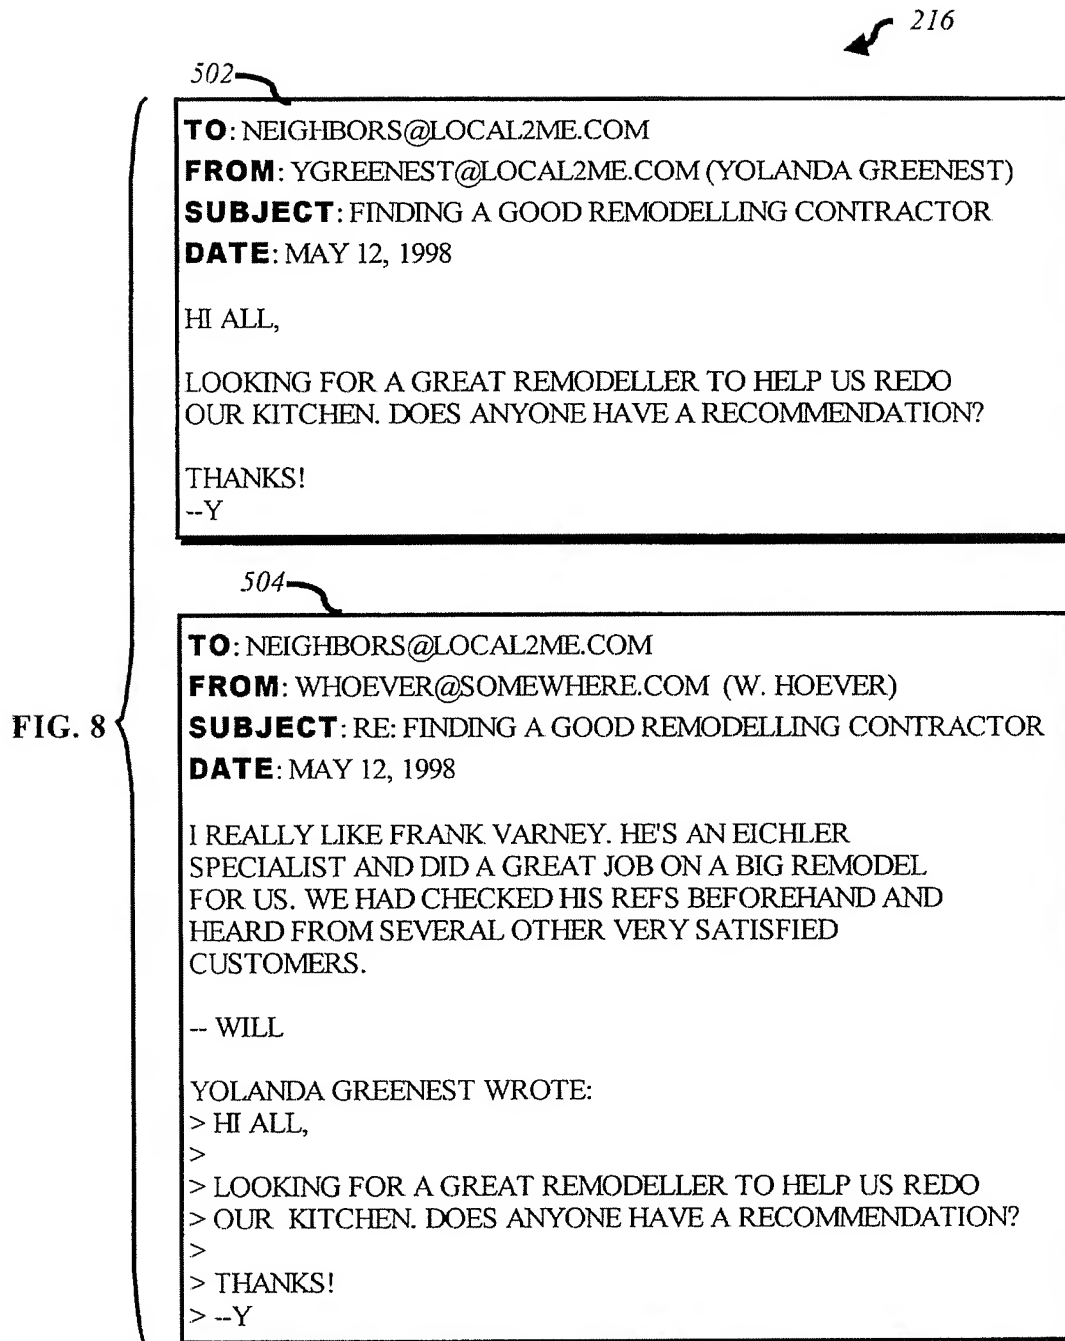 216
502
TO: NEIGHBORS@LOCAL2ME.COM
FROM: YGREENEST@LOCAL2ME.COM (YOLANDA GREENEST)
SUBJECT: FINDING A GOOD REMODELLING CONTRACTOR
DATE: MAY 12, 1998
HI ALL,
LOOKING FOR A GREAT REMODELLER TO HELP US REDO
OUR KITCHEN. DOES ANYONE HAVE A RECOMMENDATION?
THANKS!
--Y
504
TO: NEIGHBORS@LOCAL2ME.COM
FROM: WHOEVER@SOMEWHERE.COM (W. HOEVER)
FIG. 8
SUBJECT: RE: FINDING A GOOD REMODELLING CONTRACTOR
DATE: MAY 12, 1998
I REALLY LIKE FRANK VARNEY. HE'S AN EICHLER
SPECIALIST AND DID A GREAT JOB ON A BIG REMODEL
FOR US. WE HAD CHECKED HIS REFS BEFOREHAND AND
HEARD FROM SEVERAL OTHER VERY SATISFIED
CUSTOMERS.
-- WILL
YOLANDA GREENEST WROTE:
> HI ALL,
>
> LOOKING FOR A GREAT REMODELLER TO HELP US REDO
> OUR KITCHEN. DOES ANYONE HAVE A RECOMMENDATION?
>
> THANKS!
> --Y